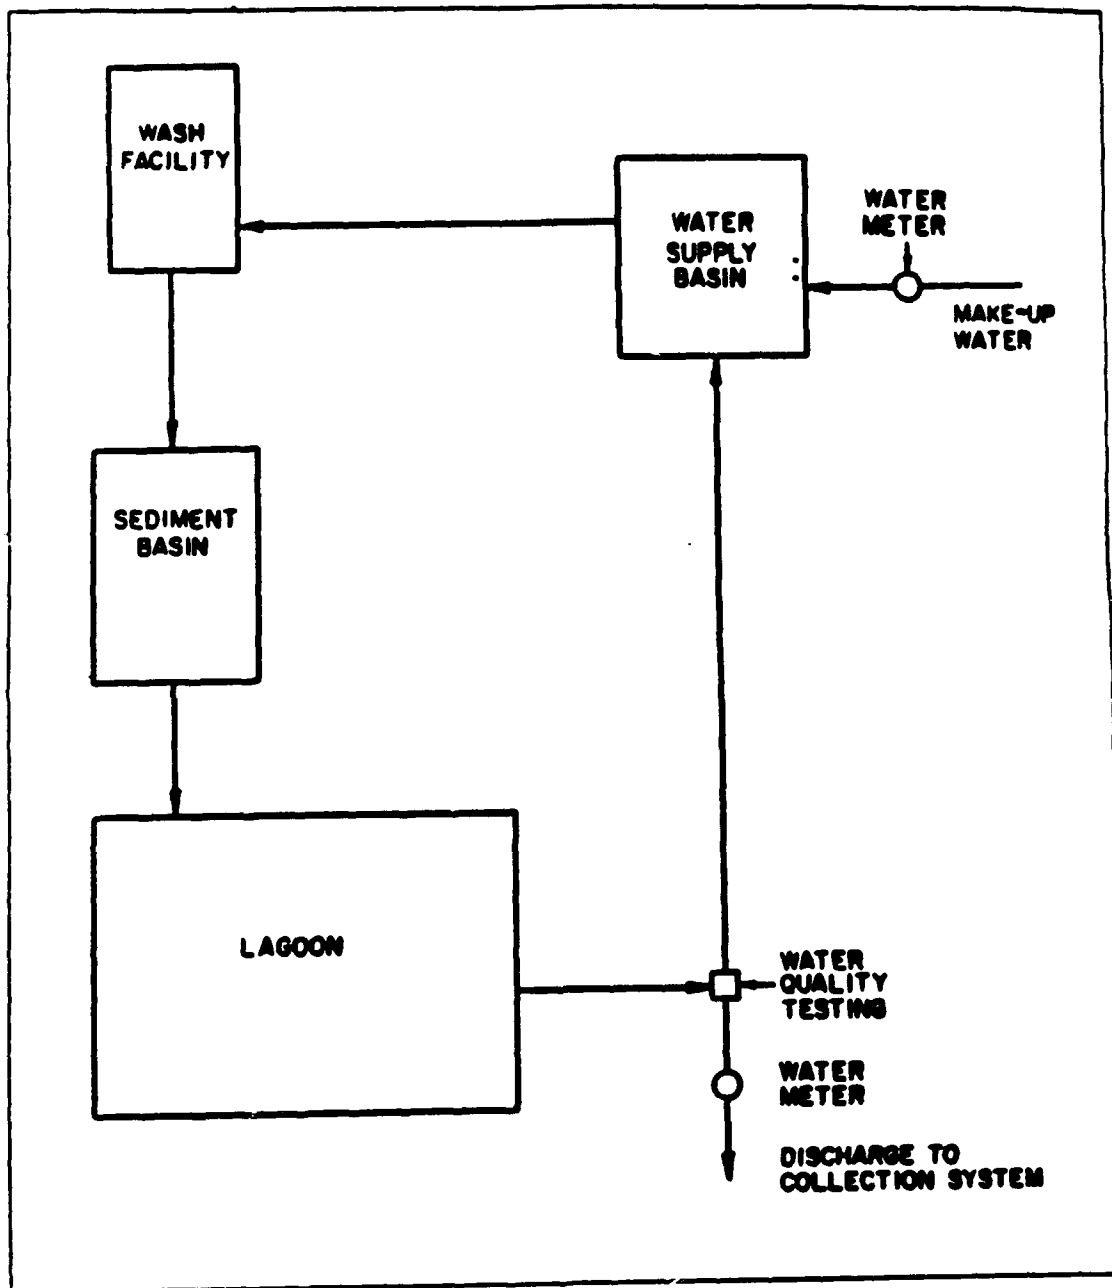 WASH
FACILITY
WATER
SUPPLY
BASIN
WATER
METER
MAKE-UP
WATER
SEDIMENT
BASIN
LAGOON
WATER
QUALITY
TESTING
WATER
METER
DISCHARGE TO
COLLECTION SYSTEM